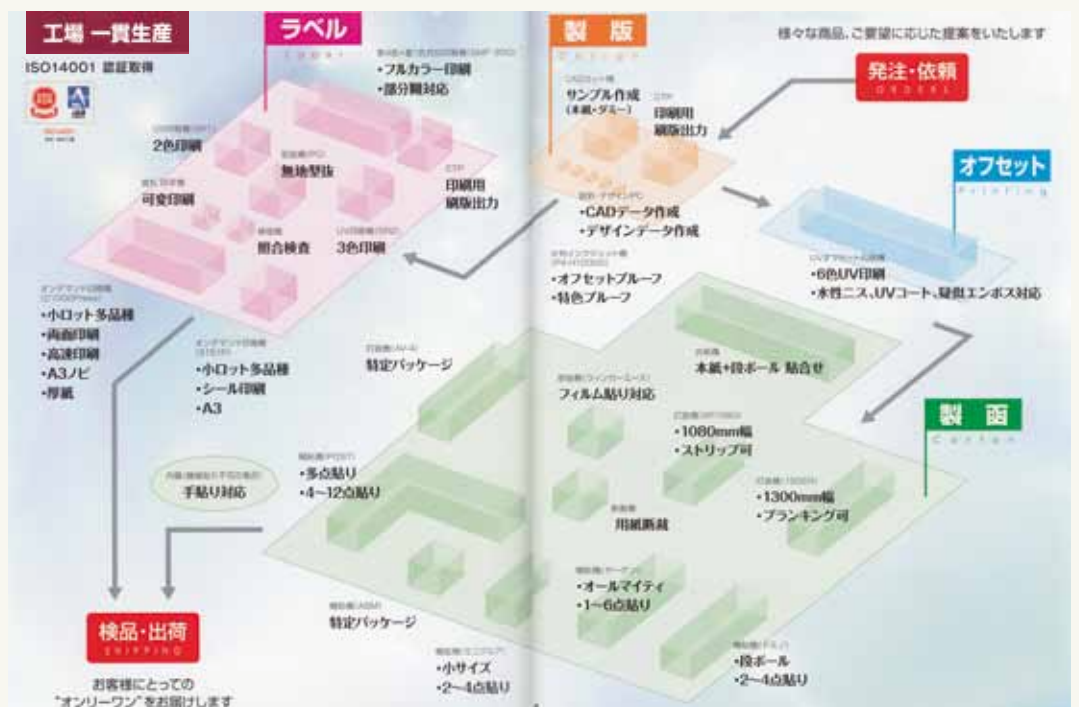 工場 一貫生産
ISO14001 認証取得
ラベル
・フルカラー印刷
・部分糊対応
2色印刷
無地型抜
CTP
印刷用
刷版出力
可変印刷
照合検査
3色印刷
・小ロット多品種
・両面印刷
・高速印刷
・A3ノビ
・厚紙
・小ロット多品種
・シール印刷
・A3
製 版
サンプル作成
(本紙・ダミー)
CTP
印刷用
刷版出力
・CADデータ作成
・デザインデータ作成
・オフセットプルーフ
・特色プルーフ
様々な商品、ご要望に応じた提案をいたします
発注・依頼
ORDERS
オフセット
Printing
・6色UV印刷
・水性ニス、UVコート、疑似エンボス対応
製 函
Carton
本紙+段ボール 貼合せ
特定パッケージ
フィルム貼り対応
・1080mm幅
・ストリップ可
・1300mm幅
・ブランキング可
・多点貼り
・4~12点貼り
手貼り対応
用紙断裁
・オールマイティ
・1~6点貼り
特定パッケージ
・小サイズ
・2~4点貼り
・段ボール
・2~4点貼り
検品・出荷
SHIPPING
お客様にとっての
"オンリーワン"をお届けします